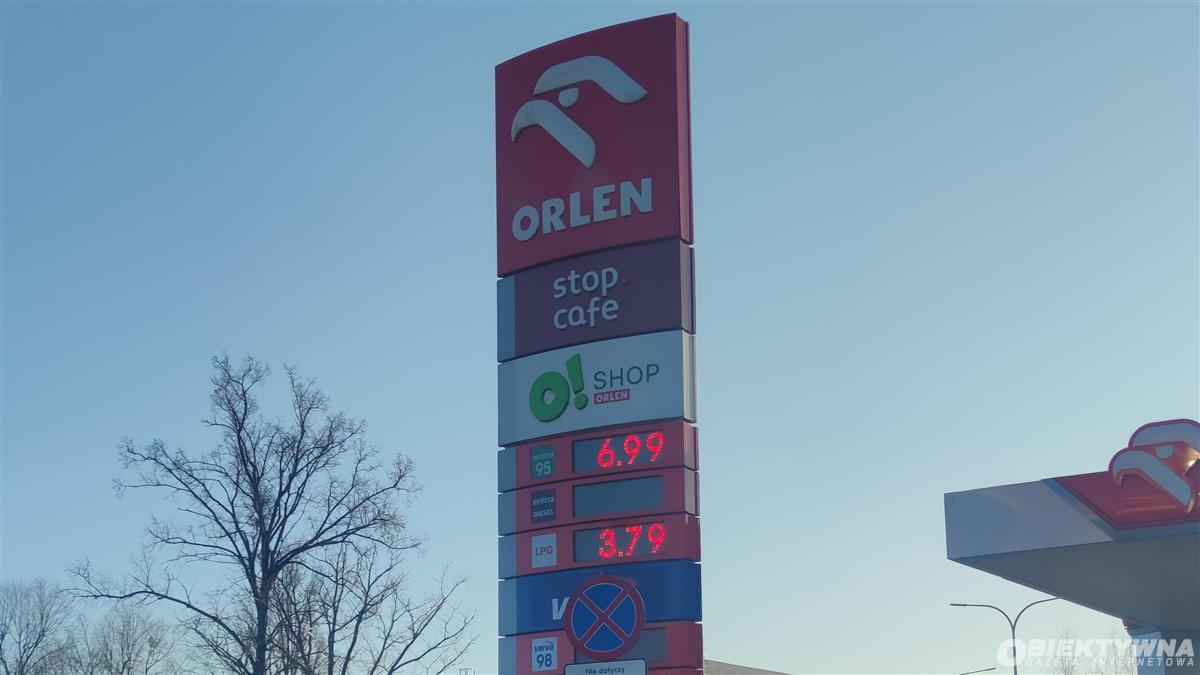 ORLEN
stop.
cafe
O! SHOP
ORLEN
efecta
95
6.99
efecta
DIESEL
LPG
3.79
verva
98
Nie dotyczy
OBIEKTYWNA
GAZETA INTERNETOWA